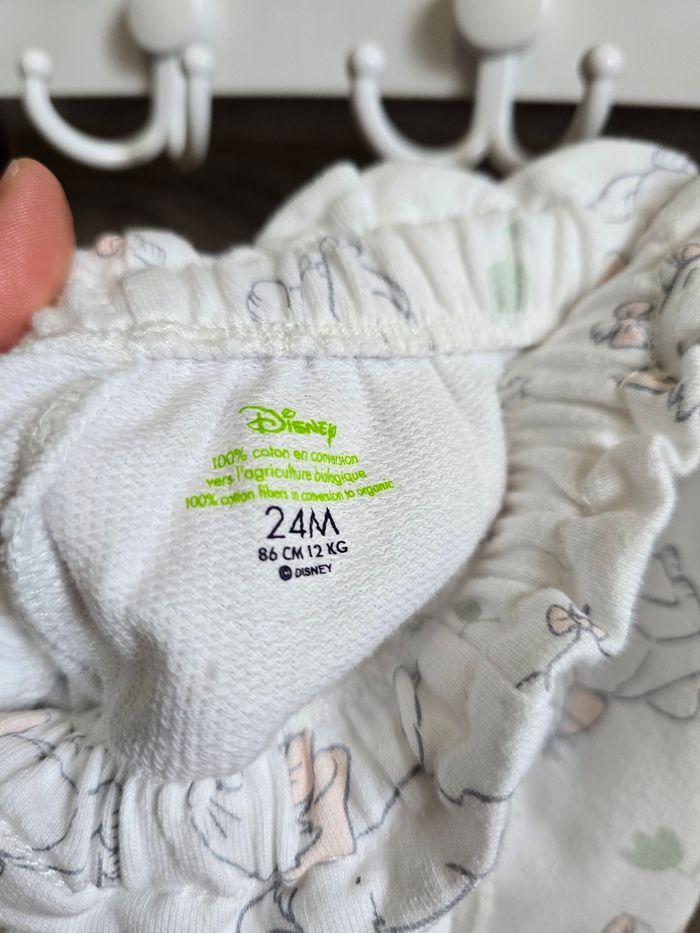 Disney
100% coton en conversion
vers l'agriculture biologique
100% cotton fibers in conversion to organic
24M
86 CM 12 KG
© DISNEY